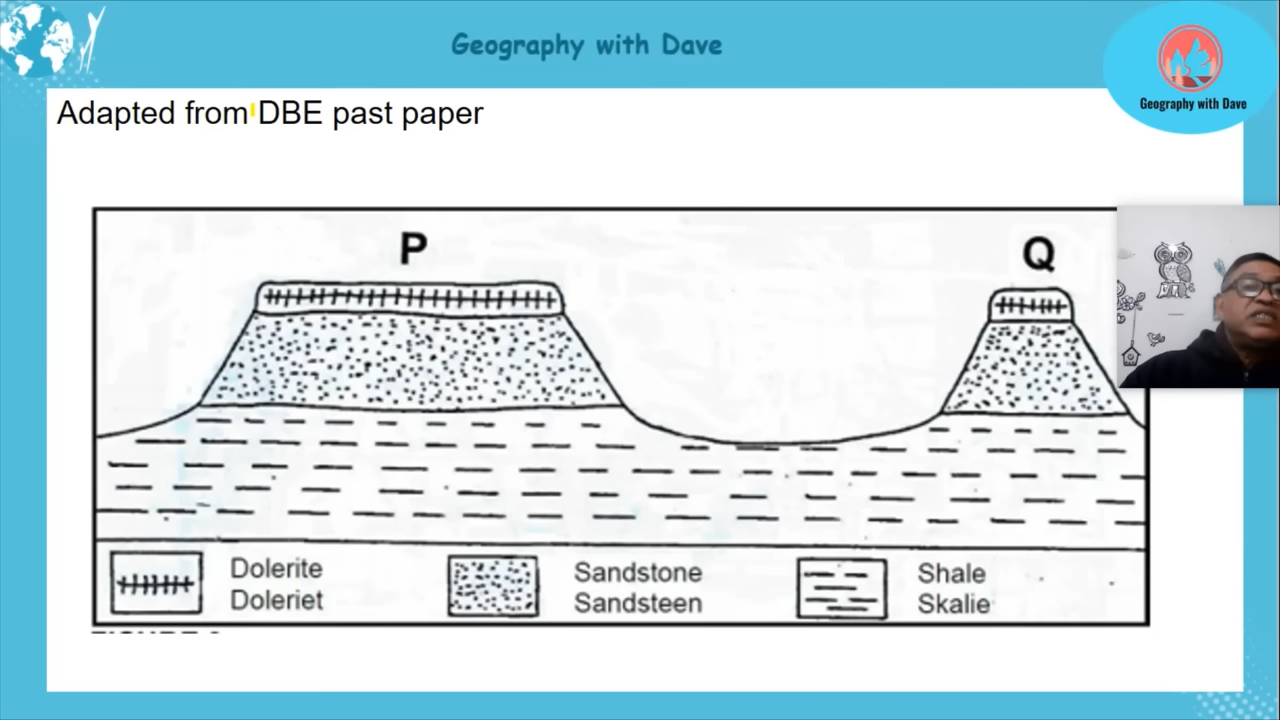 Geography with Dave
Geography with Dave
Adapted from DBE past paper
P
Q
Dolerite
Doleriet
Sandstone
Sandsteen
Shale
Skalie